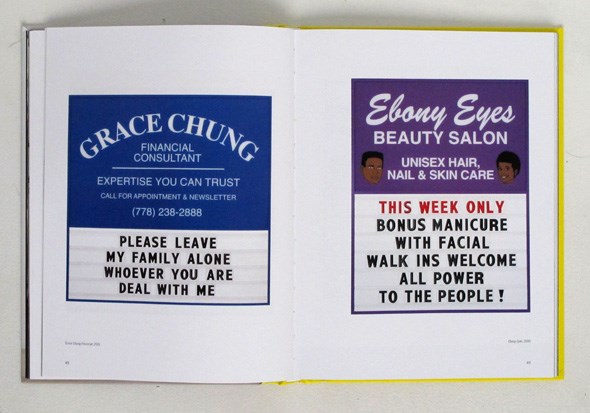 GRACE CHUNG
FINANCIAL
CONSULTANT
EXPERTISE YOU CAN TRUST
CALL FOR APPOINTMENT & NEWSLETTER
(778) 238-2888
PLEASE LEAVE
MY FAMILY ALONE
WHOEVER YOU ARE
DEAL WITH ME
Ebony Eyes
BEAUTY SALON
UNISEX HAIR,
NAIL & SKIN CARE
THIS WEEK ONLY
BONUS MANICURE
WITH FACIAL
WALK INS WELCOME
ALL POWER
TO THE PEOPLE!